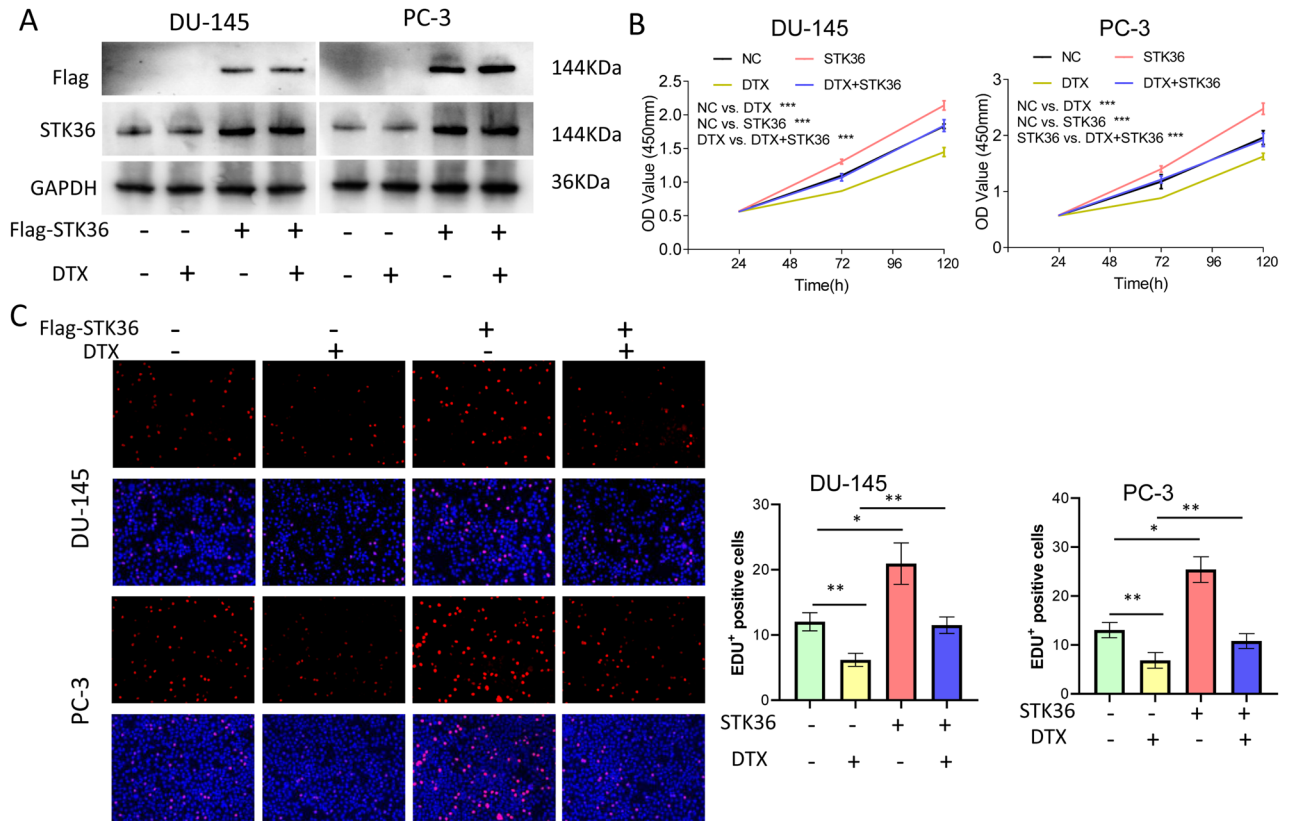 A
DU-145
PC-3
Flag
144KDa
STK36
144KDa
GAPDH
36KDa
Flag-STK36 - - + + - - + +
DTX - + - + - + - +
B
DU-145
NC
STK36
DTX
DTX+STK36
NC vs. DTX ***
NC vs. STK36 ***
DTX vs. DTX+STK36 ***
OD Value (450mm)
2.5
2.0
1.5
1.0
0.5
0.0
0
24
48
72
96
120
Time(h)
PC-3
NC
STK36
DTX
DTX+STK36
NC vs. DTX ***
NC vs. STK36 ***
STK36 vs. DTX+STK36 ***
OD Value (450mm)
3
2
1
0
0
24
48
72
96
120
Time(h)
C
Flag-STK36 - - + +
DTX - + - +
DU-145
PC-3
DU-145
EDU+ positive cells
30
20
10
0
**
*
**
STK36 - - + +
DTX - + - +
PC-3
EDU+ positive cells
40
30
20
10
0
**
*
**
STK36 - - + +
DTX - + - +